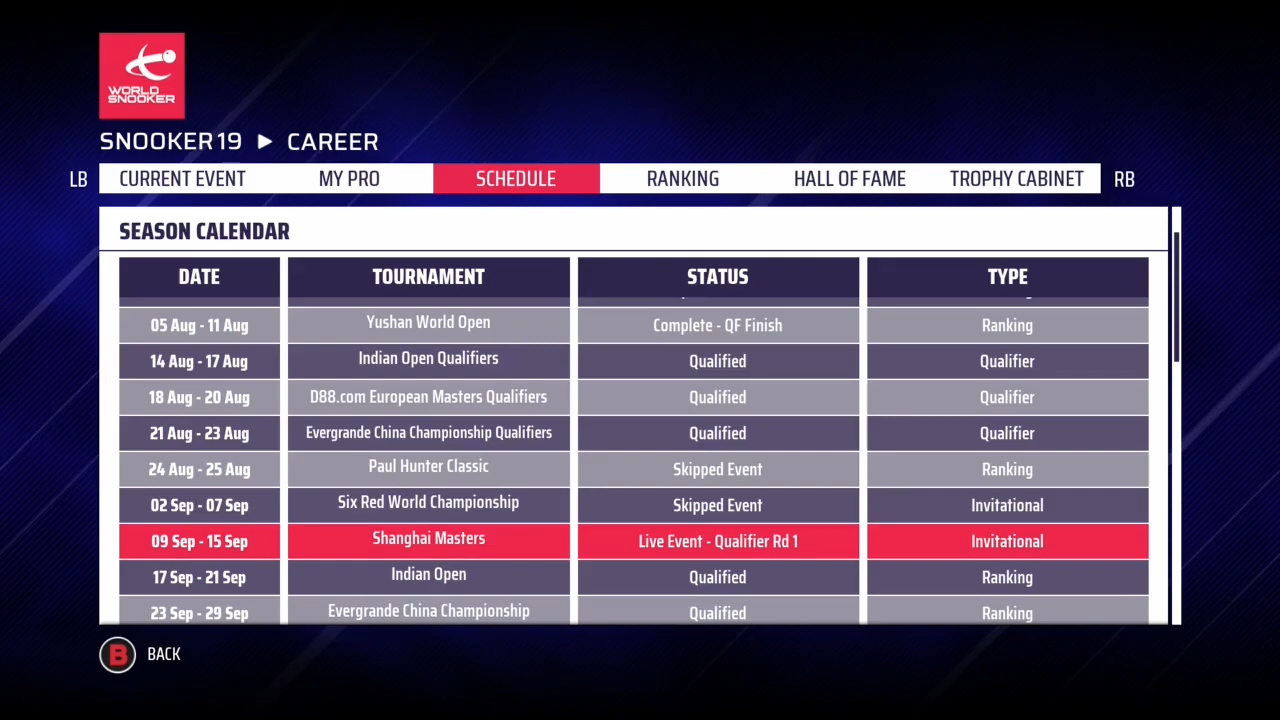 WORLD
SNOOKER
SNOOKER 19 ► CAREER
LB CURRENT EVENT MY PRO SCHEDULE RANKING HALL OF FAME TROPHY CABINET RB
SEASON CALENDAR
DATE TOURNAMENT STATUS TYPE
05 Aug - 11 Aug Yushan World Open Complete - QF Finish Ranking
14 Aug - 17 Aug Indian Open Qualifiers Qualified Qualifier
18 Aug - 20 Aug D88.com European Masters Qualifiers Qualified Qualifier
21 Aug - 23 Aug Evergrande China Championship Qualifiers Qualified Qualifier
24 Aug - 25 Aug Paul Hunter Classic Skipped Event Ranking
02 Sep - 07 Sep Six Red World Championship Skipped Event Invitational
09 Sep - 15 Sep Shanghai Masters Live Event - Qualifier Rd 1 Invitational
17 Sep - 21 Sep Indian Open Qualified Ranking
23 Sep - 29 Sep Evergrande China Championship Qualified Ranking
B BACK